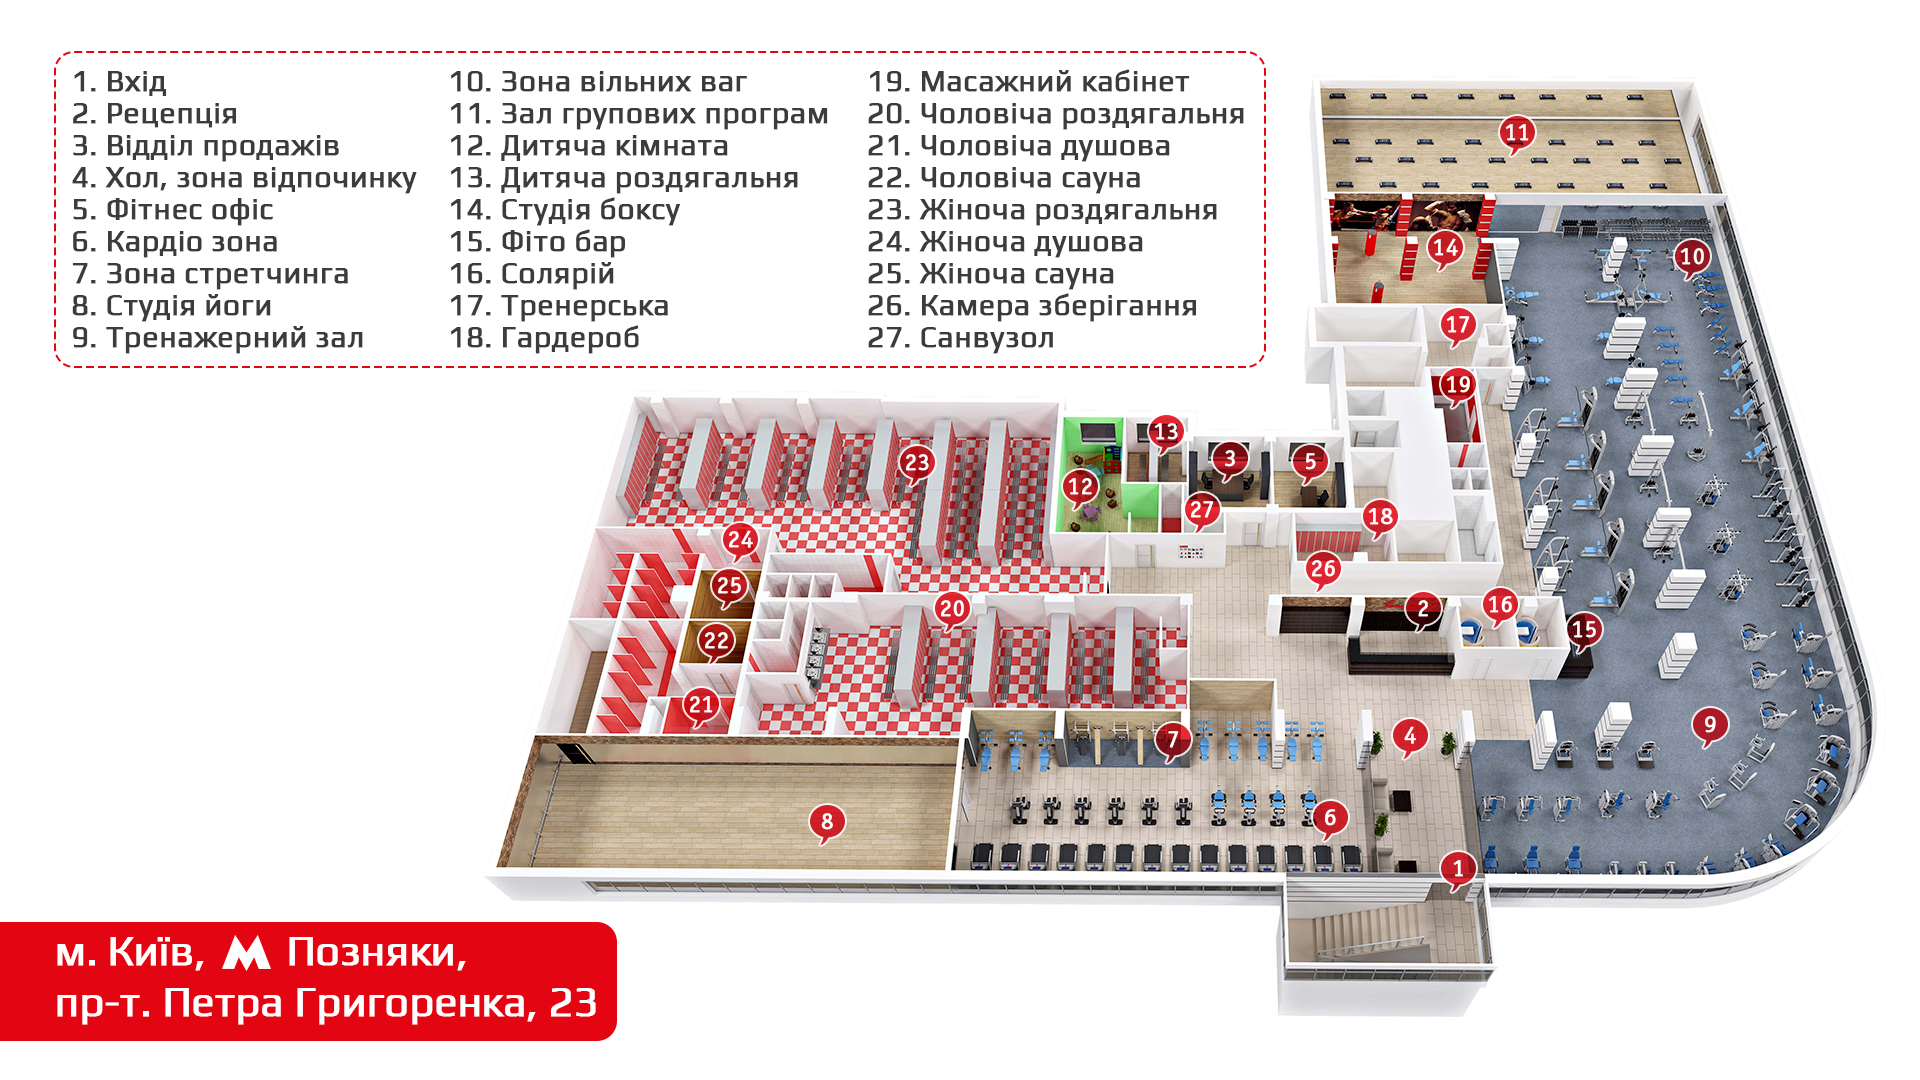 1. Вхід
2. Рецепція
3. Відділ продажів
4. Хол, зона відпочинку
5. Фітнес офіс
6. Кардіо зона
7. Зона стретчинга
8. Студія йоги
9. Тренажерний зал
10. Зона вільних ваг
11. Зал групових програм
12. Дитяча кімната
13. Дитяча роздягальня
14. Студія боксу
15. Фіто бар
16. Солярій
17. Тренерська
18. Гардероб
19. Масажний кабінет
20. Чоловіча роздягальня
21. Чоловіча душова
22. Чоловіча сауна
23. Жіноча роздягальня
24. Жіноча душова
25. Жіноча сауна
26. Камера зберігання
27. Санвузол
11
14
10
17
19
13
23
3
5
12
27
18
24
26
25
20
2
16
15
22
21
9
7
4
8
6
1
м. Київ, М Позняки,
пр-т. Петра Григоренка, 23